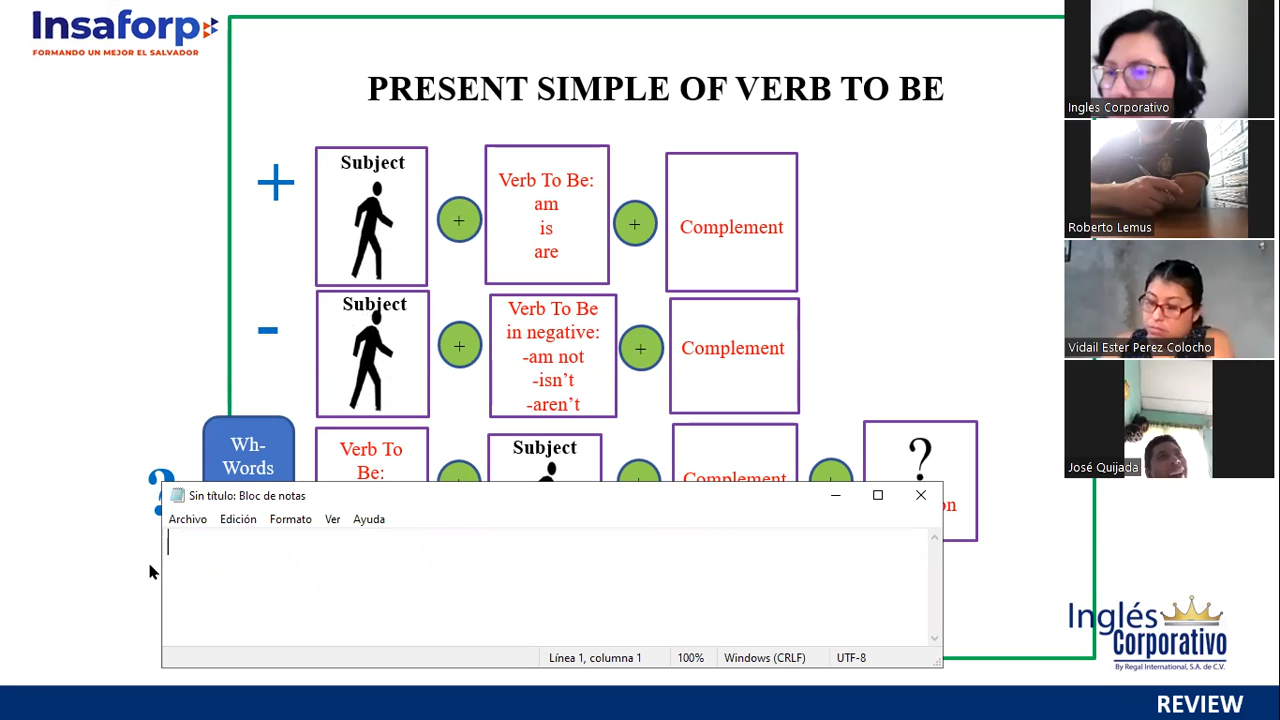 Insaforp
FORMANDO UN MEJOR EL SALVADOR
PRESENT SIMPLE OF VERB TO BE
+
Subject
+
Verb To Be:
am
is
are
+
Complement
-
Subject
+
Verb To Be
in negative:
-am not
-isn't
-aren't
+
Complement
?
Wh-
Words
Verb To
Be:
+
Subject
+
Complement
+
?
on
Sin título: Bloc de notas
Archivo Edición Formato Ver Ayuda
Línea 1, columna 1 100% Windows (CRLF) UTF-8
Inglés
Corporativo
By Regal International, S.A. de C.V.
REVIEW
Ingles Corporativo
Roberto Lemus
Vidail Ester Perez Colocho
José Quijada